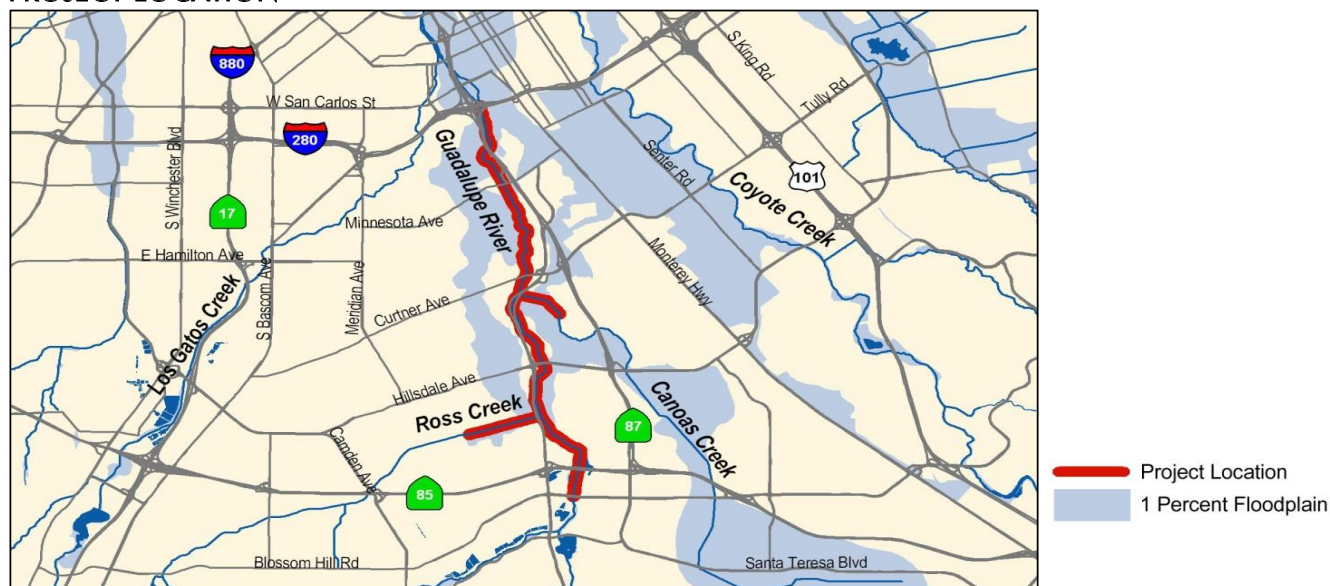 PROJECT LOCATION
880
W San Carlos St
280
S Winchester Blvd
17
Minnesota Ave
E Hamilton Ave
S Bascom Ave
Meridian Ave
Los Gatos Creek
Curtner Ave
Guadalupe River
S King Rd
Tully Rd
Senter Rd
101
Coyote Creek
Monterey Hwy
Hillsdale Ave
Ross Creek
Canoas Creek
87
Camden Ave
85
Blossom Hill Rd
Santa Teresa Blvd
Project Location
1 Percent Floodplain